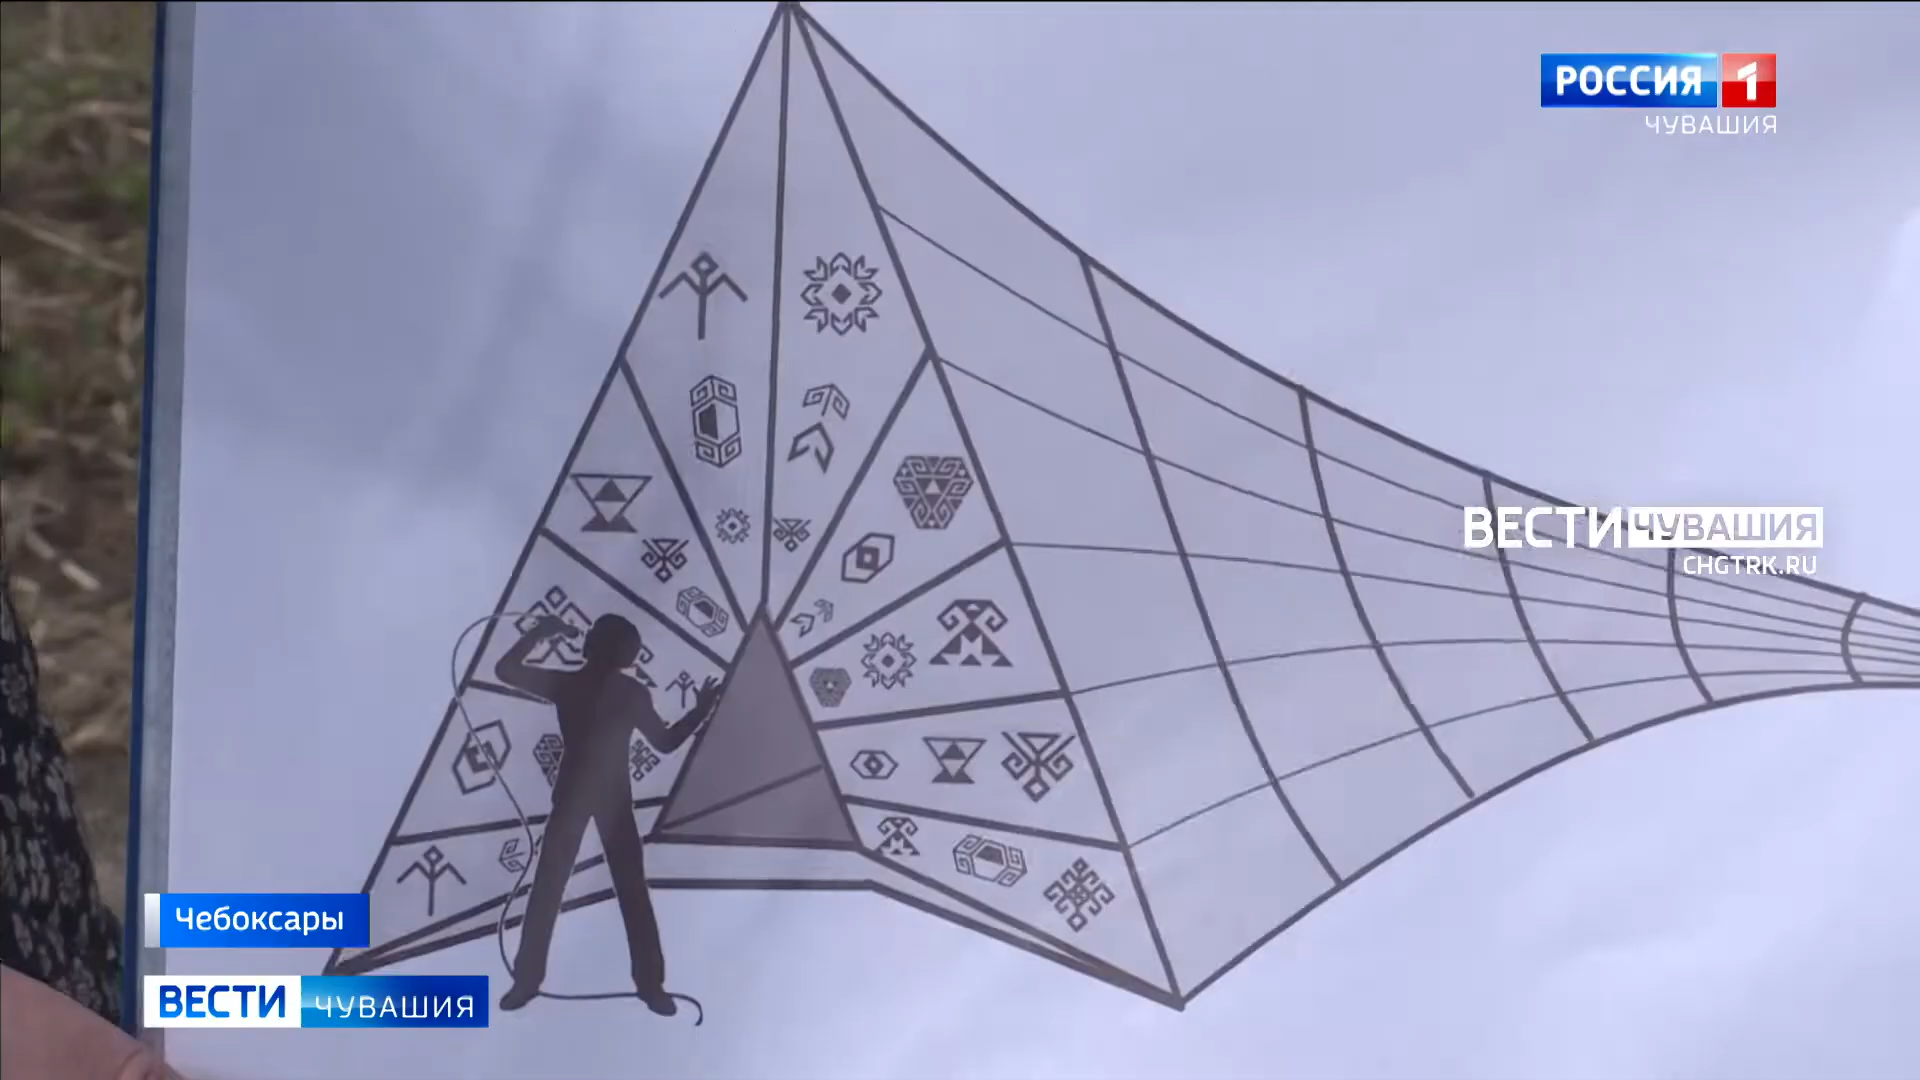 РОССИЯ 1
ЧУВАШИЯ
ВЕСТИ ЧУВАШИЯ
CHGTRK.RU
Чебоксары
ВЕСТИ ЧУВАШИЯ